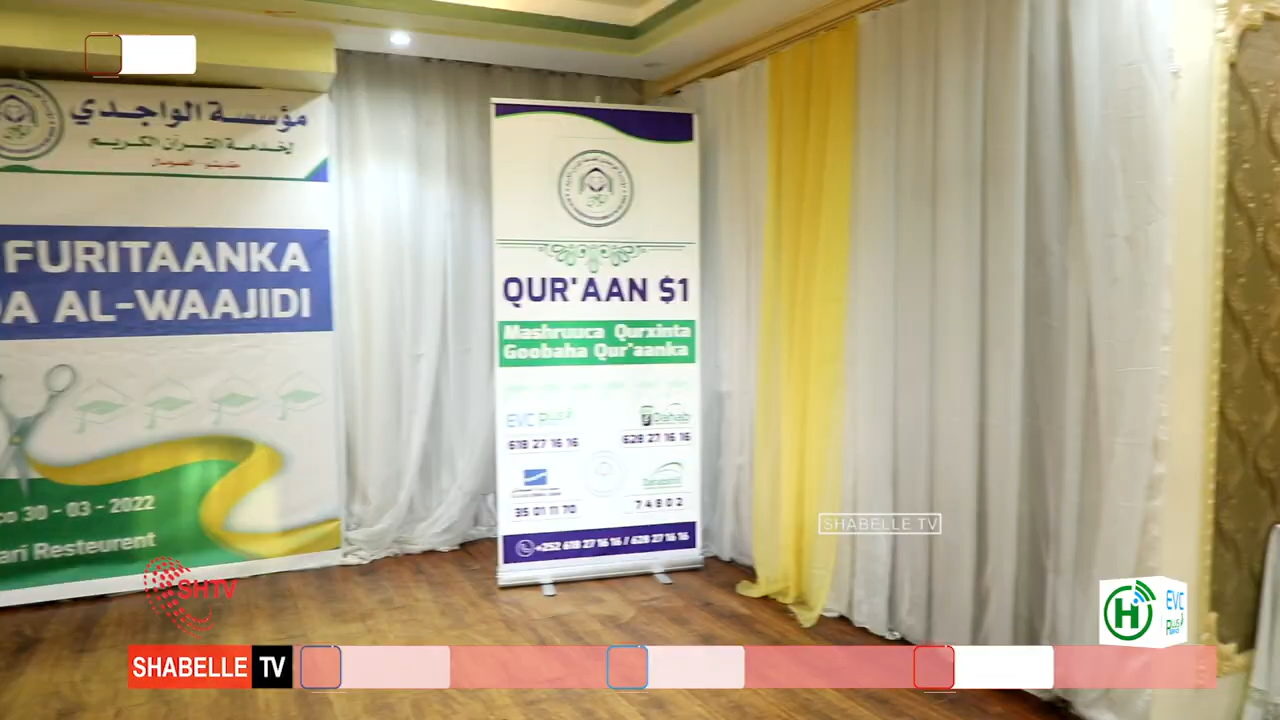 مؤسسة الواجدي
لخدمة القرآن الكريم
مقديشو - الصومال
FURITAANKA
AL-WAAJIDI
30 - 03 - 2022
Resteurent
QUR'AAN $1
Mashruuca Qurxinta
Goobaha Qur'aanka
EVC Plus
Dahab
618 27 16 16
628 27 16 16
35 01 11 70
74802
+252 618 27 16 16 / 628 27 16 16
SHABELLE TV
SHTV
H
EVC
Plus
SHABELLE TV